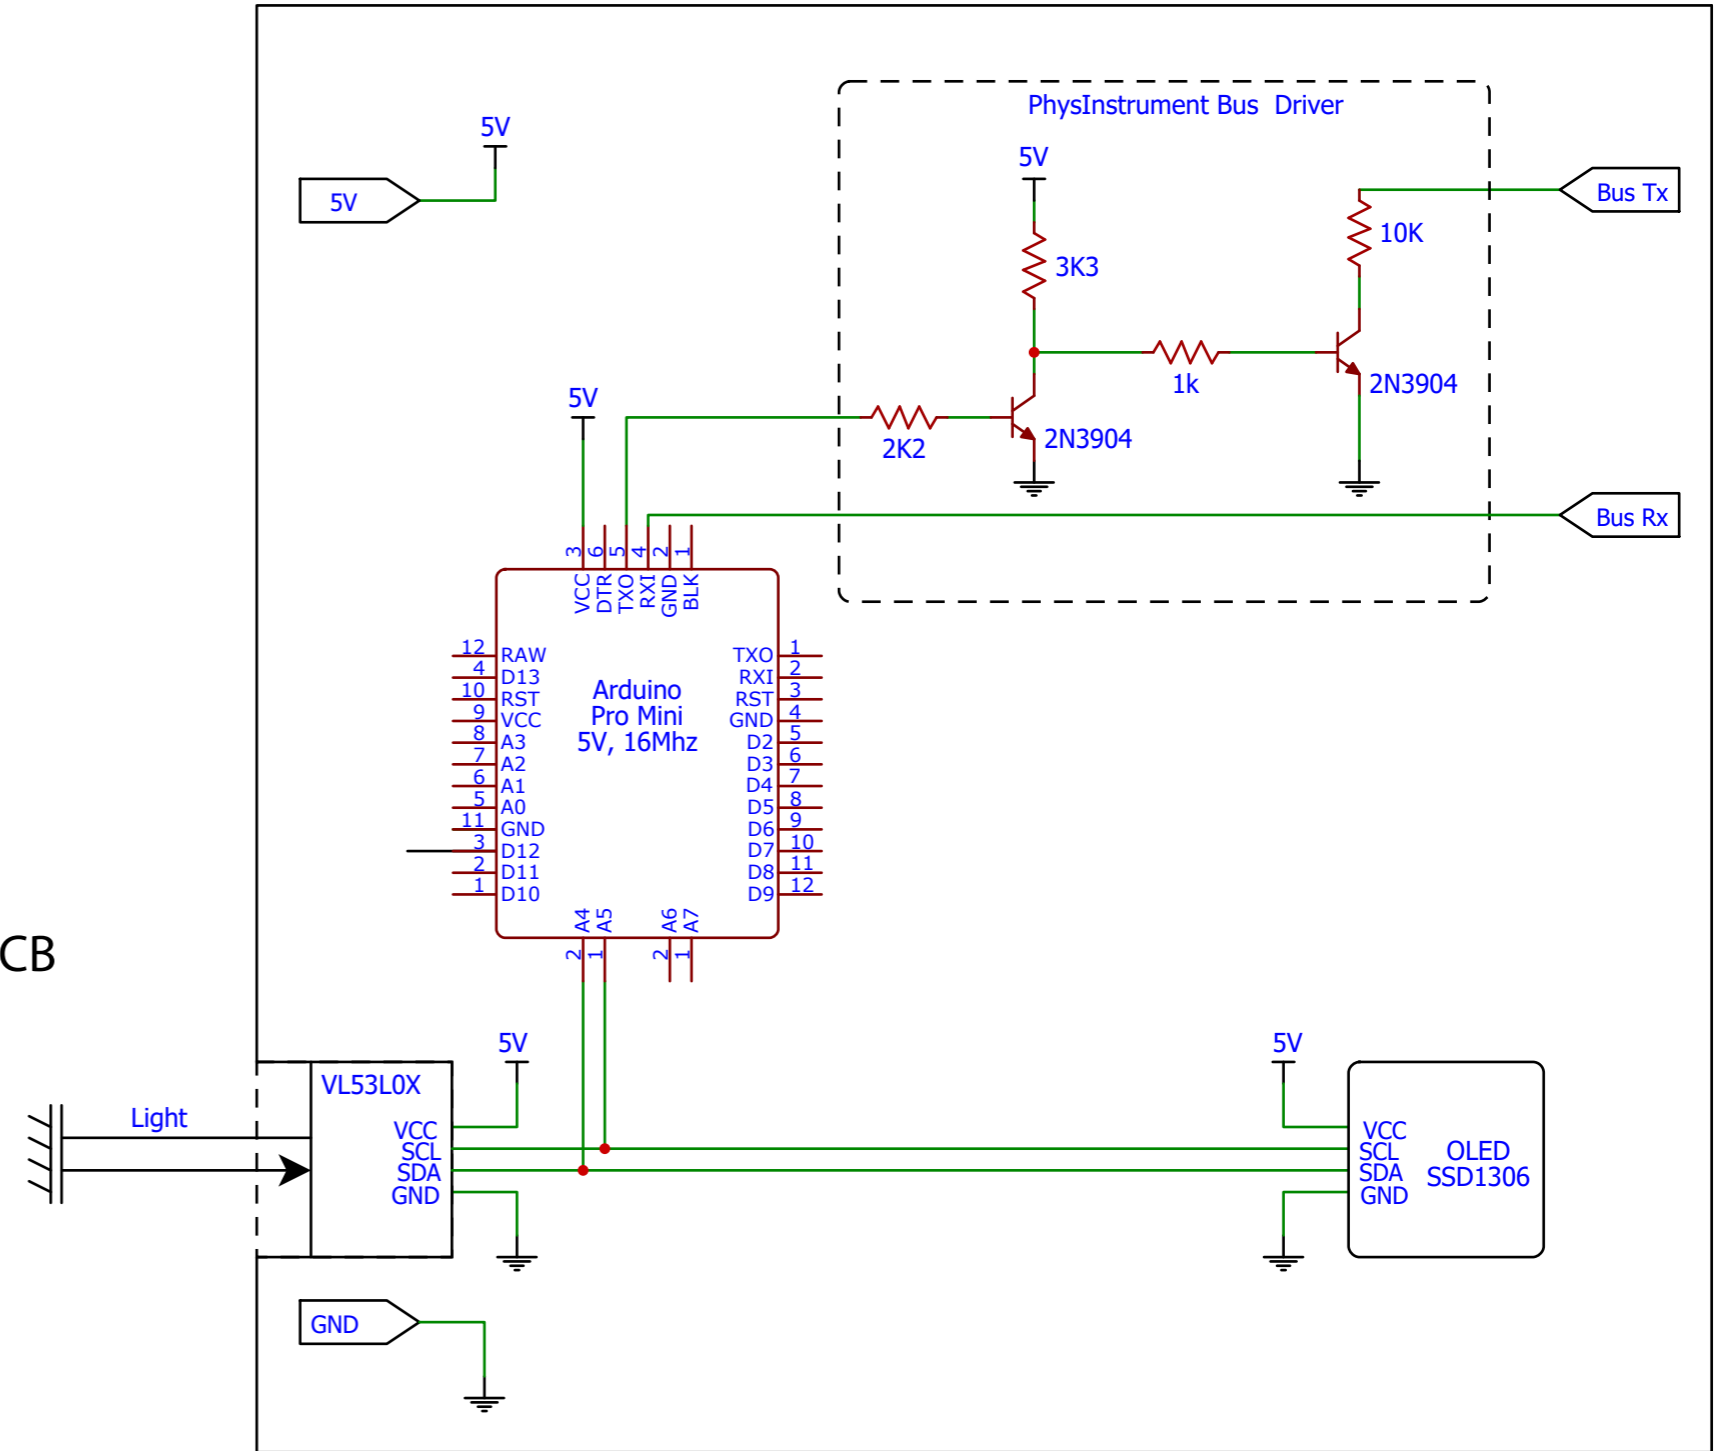 PhysInstrument Bus Driver
5V
5V
5V
Bus Tx
10K
3K3
1k
2N3904
5V
2K2
2N3904
Bus Rx
3
6
5
4
2
1
VCC
DTR
TXO
RXI
GND
BLK
12 RAW
4 D13
10 RST
9 VCC
8 A3
7 A2
6 A1
5 A0
11 GND
3 D12
2 D11
1 D10
Arduino
Pro Mini
5V, 16Mhz
TXO 1
RXI 2
RST 3
GND 4
D2 5
D3 6
D4 7
D5 8
D6 9
D7 10
D8 11
D9 12
A4
A5
A6
A7
2
1
2
1
CB
5V
5V
VL53L0X
Light
VCC
SCL
SDA
GND
VCC
SCL
SDA
GND
OLED
SSD1306
GND